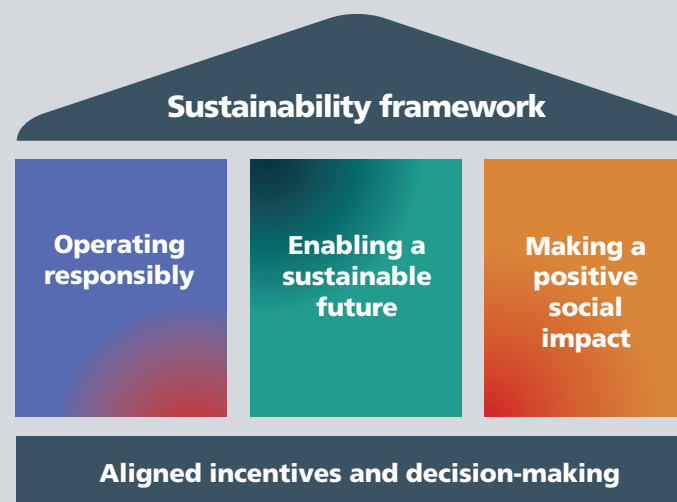 Sustainability framework
Operating
responsibly
Enabling a
sustainable
future
Making a
positive
social
impact
Aligned incentives and decision-making